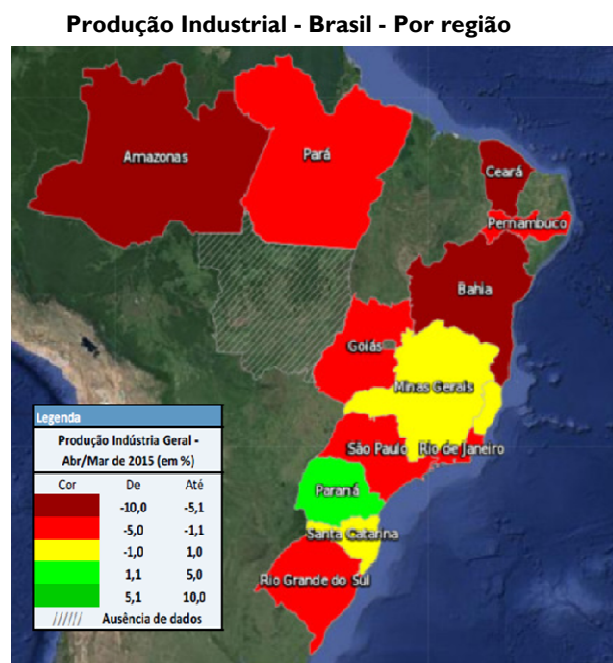 Produção Industrial - Brasil - Por região
Amazonas
Pará
Ceará
Pernambuco
Bahia
Goiás
Minas Gerais
São Paulo
Rio de Janeiro
Paraná
Santa Catarina
Rio Grande do Sul
Legenda
Produção Indústria Geral -
Abr/Mar de 2015 (em %)
Cor De Até
-10,0 -5,1
-5,0 -1,1
-1,0 1,0
1,1 5,0
5,1 10,0
////// Ausência de dados